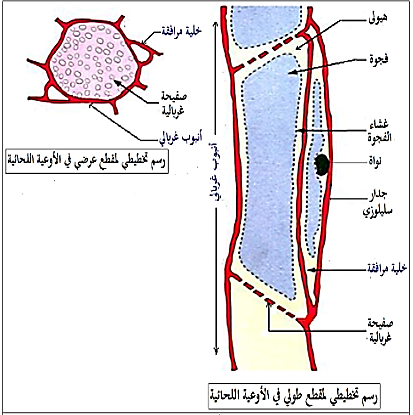 خلية مرافقة
صفيحة
غربالية
أنبوب غربالي
رسم تخطيطي لمقطع عرضي في الأوعية اللحائية
هيولى
فجوة
غشاء
الفجوة
نواة
جدار
سليلوزي
خلية مرافقة
صفيحة
غربالية
أنبوب غربالي
رسم تخطيطي لمقطع طولي في الأوعية اللحائية